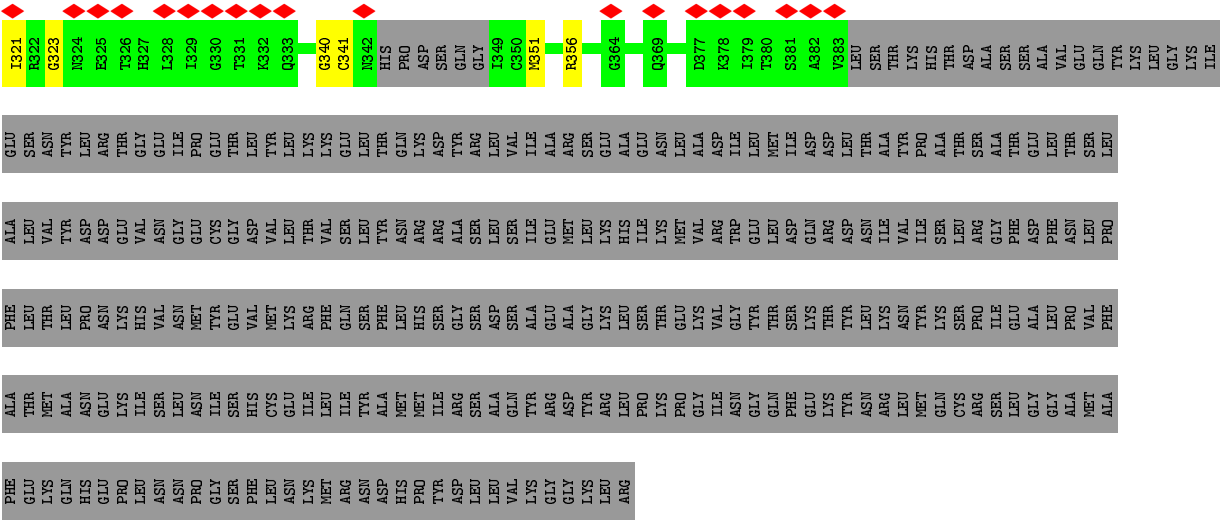 I321 R322 G323 N324 E325 T326 H327 L328 I329 G330 T331 K332 Q333 G340 C341 N342 HIS PRO ASP SER GLN GLY I349 C350 M351 R356 G364 Q369 D377 K378 I379 T380 S381 A382 V383 LEU SER THR LYS HIS THR ASP ALA SER SER ALA VAL GLU GLN TYR LYS LEU GLY LYS ILE
GLU SER ASN TYR LEU ARG THR GLY GLU ILE PRO GLU THR LEU TYR LEU LYS LYS GLU LEU THR GLN LYS ASP TYR ARG LEU VAL ILE ALA ARG SER GLU ALA GLU ASN LEU ALA ASP ILE LEU MET ILE ASP ASP LEU THR ALA TYR PRO ALA THR SER ALA THR GLU LEU THR SER LEU
ALA LEU VAL TYR ASP ASP GLU VAL ASN GLY GLU CYS GLY ASP VAL LEU THR VAL SER LEU TYR ASN ARG ARG ALA SER LEU SER ILE GLU MET LEU LYS HIS ILE LYS MET VAL ARG TRP GLU LEU ASP GLN ARG ASP ASN ILE VAL ILE SER LEU ARG GLY PHE ASP PHE ASN LEU PRO
PHE LEU THR LEU PRO ASN LYS HIS VAL ASN MET TYR GLU VAL MET LYS ARG PHE GLN SER PHE LEU HIS SER GLY SER ASP SER ALA GLU ALA GLY LYS LEU SER THR GLU LYS VAL GLY TYR THR SER LYS THR TYR LEU LYS ASN TYR LYS SER PRO ILE GLU ALA LEU PRO VAL PHE
ALA THR MET ALA ASN GLU LYS ILE SER LEU ASN ILE SER HIS CYS GLU ILE LEU ILE TYR ALA MET MET ILE ARG SER ALA GLN TYR ARG ASP TYR ARG LEU PRO LYS PRO GLY ILE ASN GLY GLN PHE GLU LYS TYR ASN ARG LEU MET GLN CYS ARG SER LEU GLY GLY ALA MET ALA
PHE GLU LYS GLN HIS GLU PRO LEU ASN ASN PRO GLY SER PHE LEU ASN LYS MET ARG ASN ASP HIS PRO TYR ASP LEU LEU VAL LYS GLY GLY LYS LEU ARG